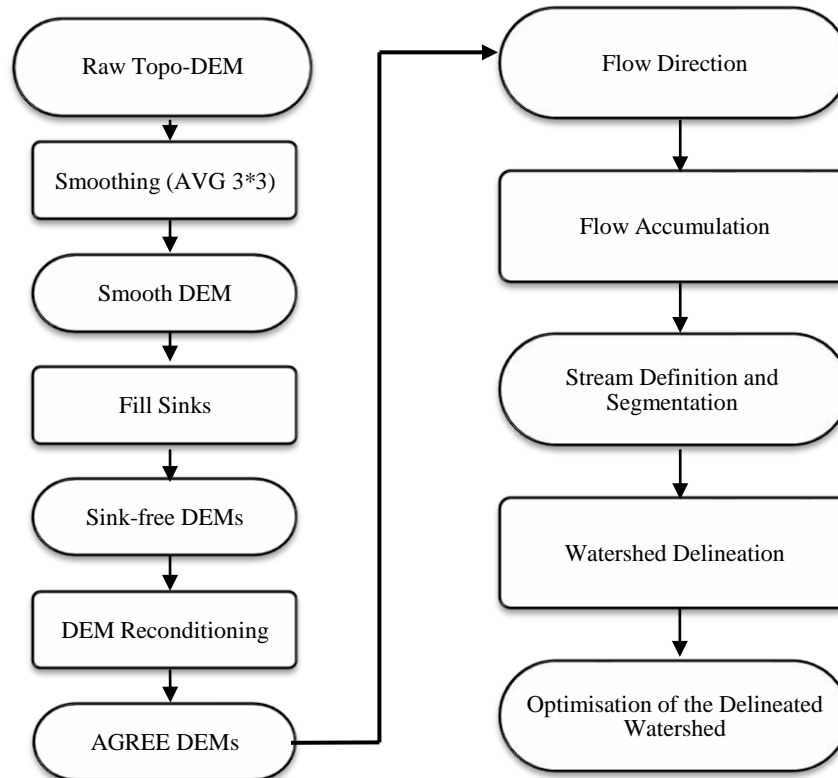 Raw Topo-DEM
Smoothing (AVG 3*3)
Smooth DEM
Fill Sinks
Sink-free DEMs
DEM Reconditioning
AGREE DEMs
Flow Direction
Flow Accumulation
Stream Definition and
Segmentation
Watershed Delineation
Optimisation of the Delineated
Watershed